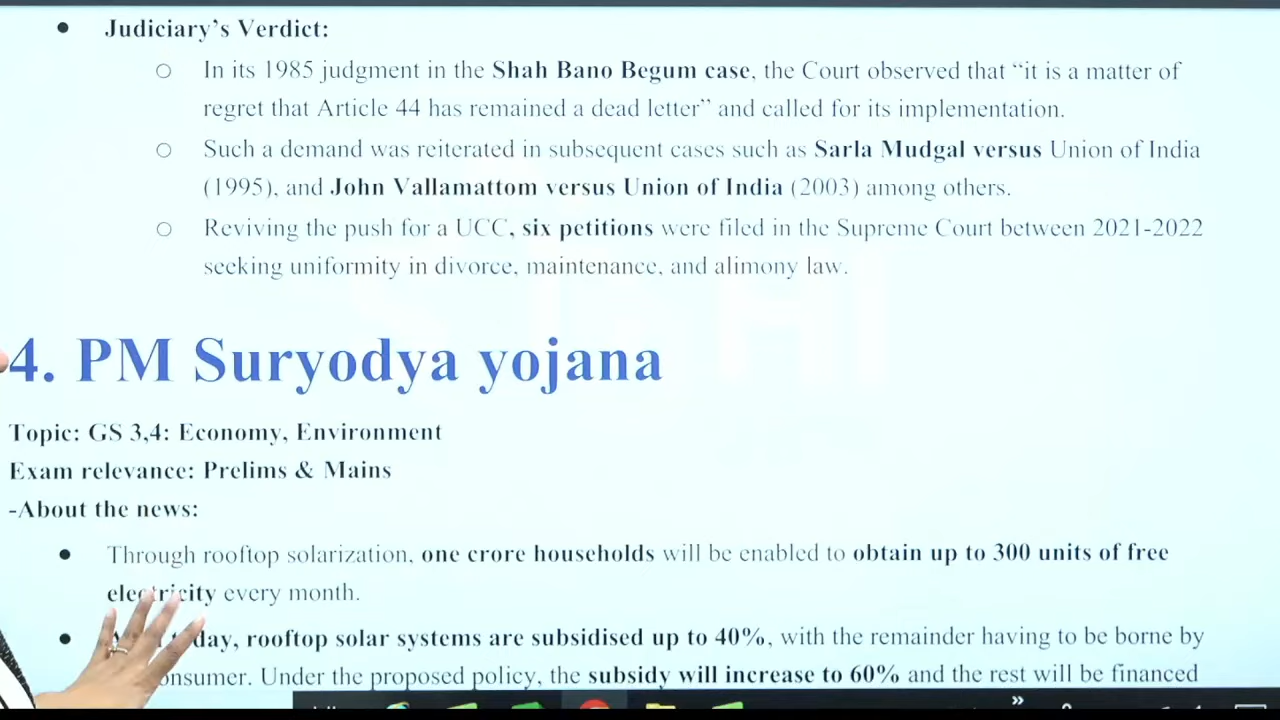 ● Judiciary’s Verdict:
○ In its 1985 judgment in the Shah Bano Begum case, the Court observed that “it is a matter of
regret that Article 44 has remained a dead letter” and called for its implementation.
○ Such a demand was reiterated in subsequent cases such as Sarla Mudgal versus Union of India
(1995), and John Vallamattom versus Union of India (2003) among others.
○ Reviving the push for a UCC, six petitions were filed in the Supreme Court between 2021-2022
seeking uniformity in divorce, maintenance, and alimony law.
4. PM Suryodya yojana
Topic: GS 3,4: Economy, Environment
Exam relevance: Prelims & Mains
-About the news:
● Through rooftop solarization, one crore households will be enabled to obtain up to 300 units of free
electricity every month.
● rooftop solar systems are subsidised up to 40%, with the remainder having to be borne by
Under the proposed policy, the subsidy will increase to 60% and the rest will be financed